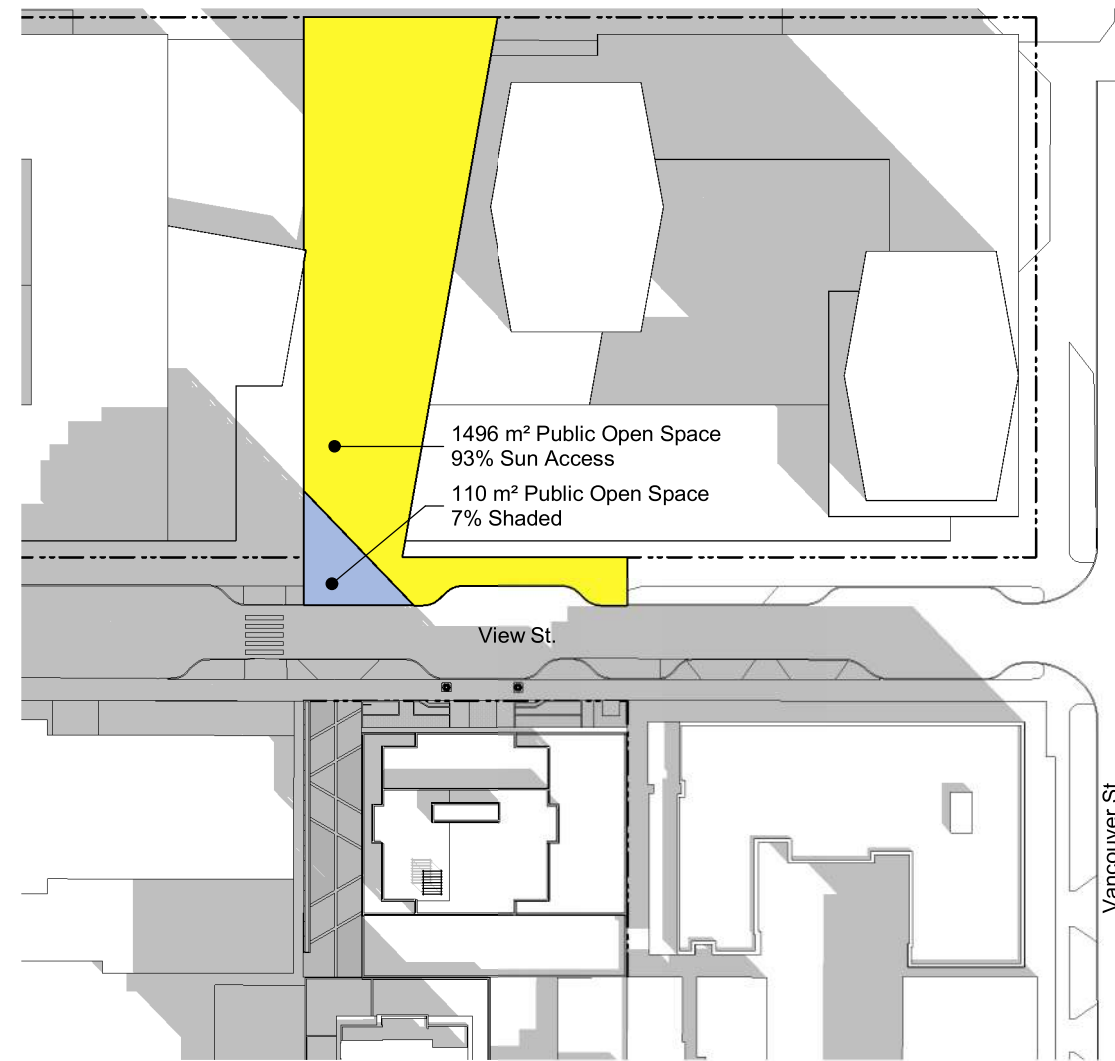 1496 m² Public Open Space
93% Sun Access
110 m² Public Open Space
7% Shaded
View St.
Vancouver St